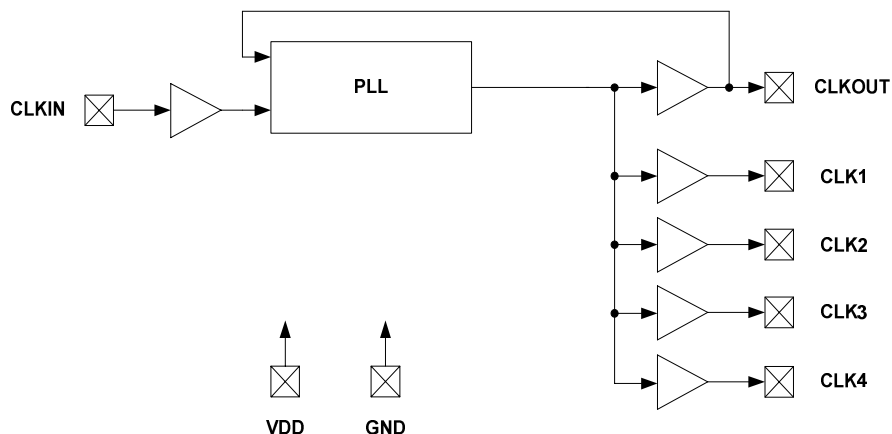 PLL
CLKIN
CLKOUT
CLK1
CLK2
CLK3
CLK4
VDD
GND